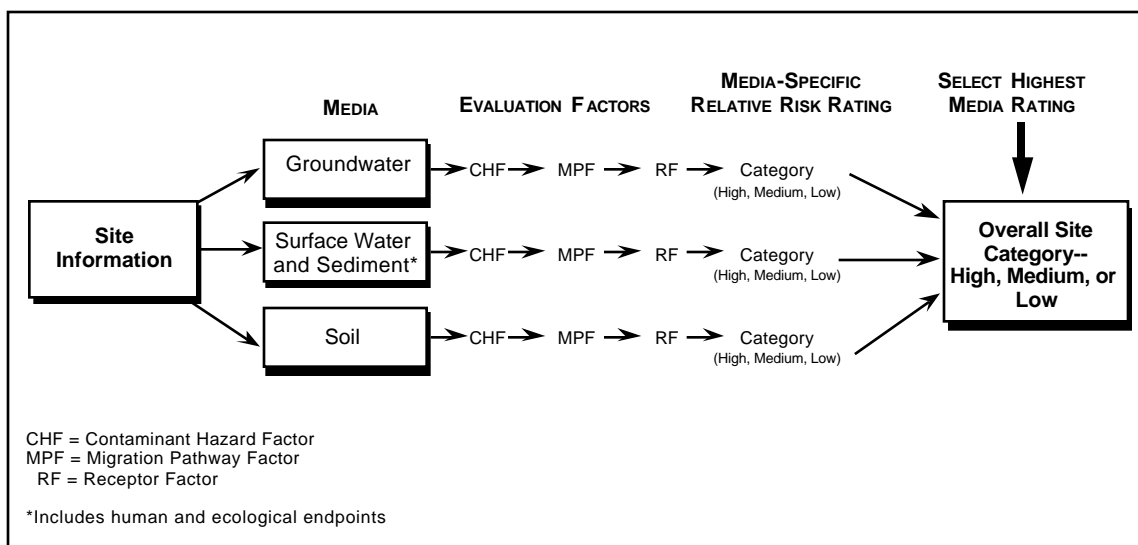 MEDIA
EVALUATION FACTORS
MEDIA-SPECIFIC
RELATIVE RISK RATING
SELECT HIGHEST
MEDIA RATING
Site
Information
Groundwater
CHF
MPF
RF
Category
(High, Medium, Low)
Surface Water
and Sediment*
CHF
MPF
RF
Category
(High, Medium, Low)
Soil
CHF
MPF
RF
Category
(High, Medium, Low)
Overall Site
Category--
High, Medium, or
Low
CHF = Contaminant Hazard Factor
MPF = Migration Pathway Factor
RF = Receptor Factor
*Includes human and ecological endpoints